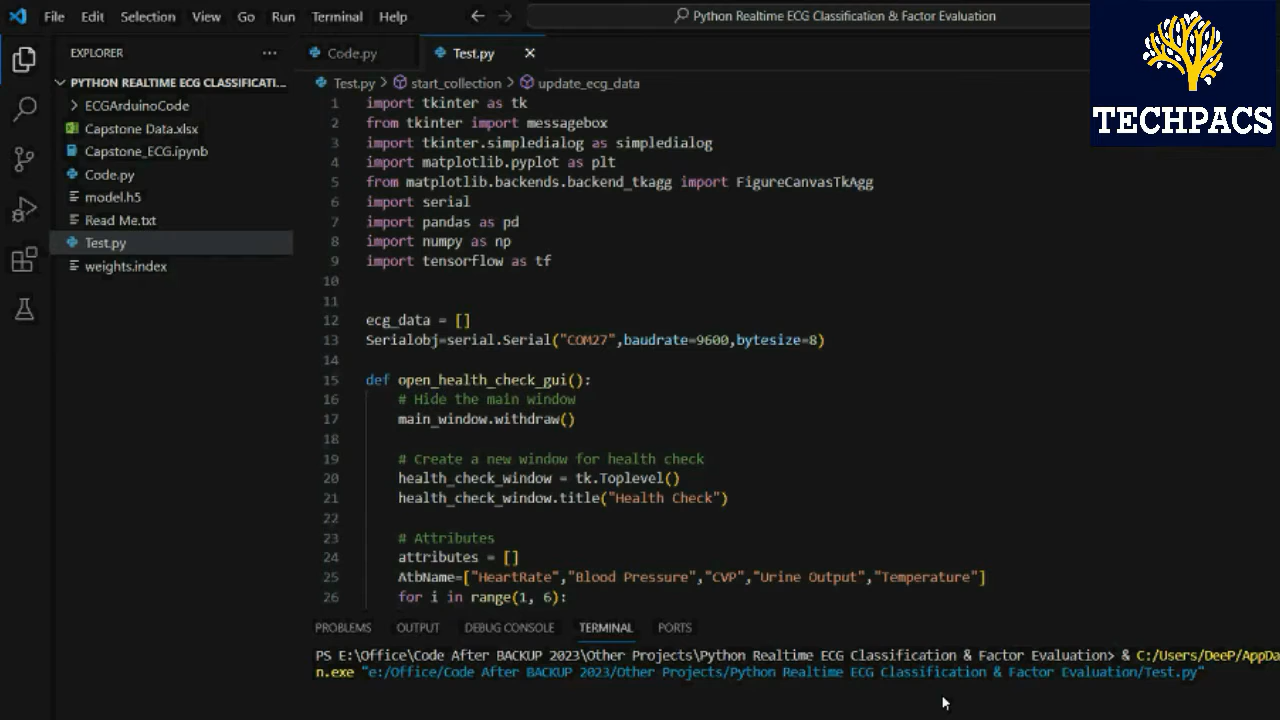 File Edit Selection View Go Run Terminal Help
Python Realtime ECG Classification & Factor Evaluation
TECHPACS
EXPLORER
PYTHON REALTIME ECG CLASSIFICATI...
ECGArduinoCode
Capstone Data.xlsx
Capstone_ECG.ipynb
Code.py
model.h5
Read Me.txt
Test.py
weights.index
Code.py
Test.py
Test.py > start_collection > update_ecg_data
1 import tkinter as tk
2 from tkinter import messagebox
3 import tkinter.simpledialog as simpledialog
4 import matplotlib.pyplot as plt
5 from matplotlib.backends.backend_tkagg import FigureCanvasTkAgg
6 import serial
7 import pandas as pd
8 import numpy as np
9 import tensorflow as tf
10
11
12 ecg_data = []
13 Serialobj=serial.Serial("COM27",baudrate=9600,bytesize=8)
14
15 def open_health_check_gui():
16 # Hide the main window
17 main_window.withdraw()
18
19 # Create a new window for health check
20 health_check_window = tk.Toplevel()
21 health_check_window.title("Health Check")
22
23 # Attributes
24 attributes = []
25 AtbName=["HeartRate","Blood Pressure","CVP","Urine Output","Temperature"]
26 for i in range(1, 6):
PROBLEMS OUTPUT DEBUG CONSOLE TERMINAL PORTS
PS E:\Office\Code After BACKUP 2023\Other Projects\Python Realtime ECG Classification & Factor Evaluation> & C:/Users/DeeP/AppDa
n.exe "e:/Office/Code After BACKUP 2023/Other Projects/Python Realtime ECG Classification & Factor Evaluation/Test.py"